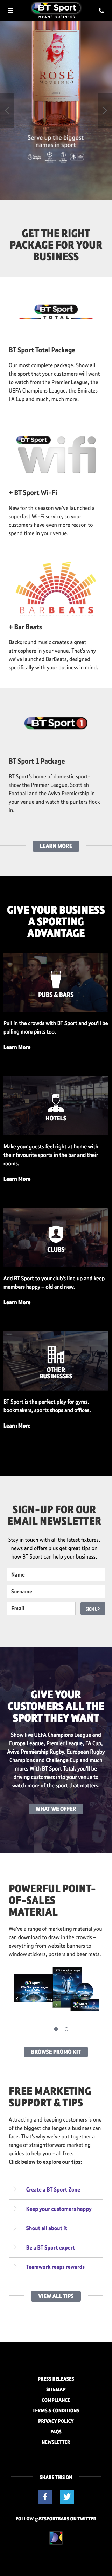 BT Sport
MEANS BUSINESS
ROSÉ
MOSCATO
Serve up the biggest
names in sport
GET THE RIGHT
PACKAGE FOR YOUR
BUSINESS
BT Sport
TOTAL
BT Sport Total Package
Our most complete package. Show all
the sport that your customers will want
to watch from the Premier League, the
UEFA Champions League, the Emirates
FA Cup and much, much more.
BT Sport
wifi
+ BT Sport Wi-Fi
New for this season we've launched a
superfast Wi-Fi service, so your
customers have even more reason to
spend time in your venue.
BARBEATS
+ Bar Beats
Background music creates a great
atmosphere in your venue. That's why
we've launched BarBeats, designed
specifically with your business in mind.
BT Sport 1
BT Sport 1 Package
BT Sport's home of domestic sport-
show the Premier League, Scottish
Football and the Aviva Premiership in
your venue and watch the punters flock
in.
LEARN MORE
GIVE YOUR BUSINESS
A SPORTING
ADVANTAGE
PUBS & BARS
Pull in the crowds with BT Sport and you'll be
pulling more pints too.
Learn More
HOTELS
Make your guests feel right at home with
their favourite sports in the bar and their
rooms.
Learn More
CLUBS
Add BT Sport to your club's line up and keep
members happy – old and new.
Learn More
OTHER
BUSINESSES
BT Sport is the perfect play for gyms,
bookmakers, sports shops and offices.
Learn More
SIGN-UP FOR OUR
EMAIL NEWSLETTER
Stay in touch with all the latest fixtures,
news and offers plus get great tips on
how BT Sport can help your business.
Name
Surname
Email
SIGN UP
GIVE YOUR
CUSTOMERS ALL THE
SPORT THEY WANT
Show live UEFA Champions League and
Europa League, Premier League, FA Cup,
Aviva Premiership Rugby, European Rugby
Champions and Challenge Cup and much
more. With BT Sport Total, you'll be
driving customers into your venue to
watch more of the sport that matters.
WHAT WE OFFER
POWERFUL POINT-
OF-SALES
MATERIAL
We've a range of marketing material you
can download to draw in the crowds –
everything from website banners to
window stickers, posters and beer mats.
BROWSE PROMO KIT
FREE MARKETING
SUPPORT & TIPS
Attracting and keeping customers is one
of the biggest challenges a business can
face. That's why we've put together a
range of straightforward marketing
guides to help you – all free.
Click below to explore our tips:
Create a BT Sport Zone
Keep your customers happy
Shout all about it
Be a BT Sport expert
Teamwork reaps rewards
VIEW ALL TIPS
PRESS RELEASES
SITEMAP
COMPLIANCE
TERMS & CONDITIONS
PRIVACY POLICY
FAQS
NEWSLETTER
SHARE THIS ON
FOLLOW @BTSPORTBARS ON TWITTER